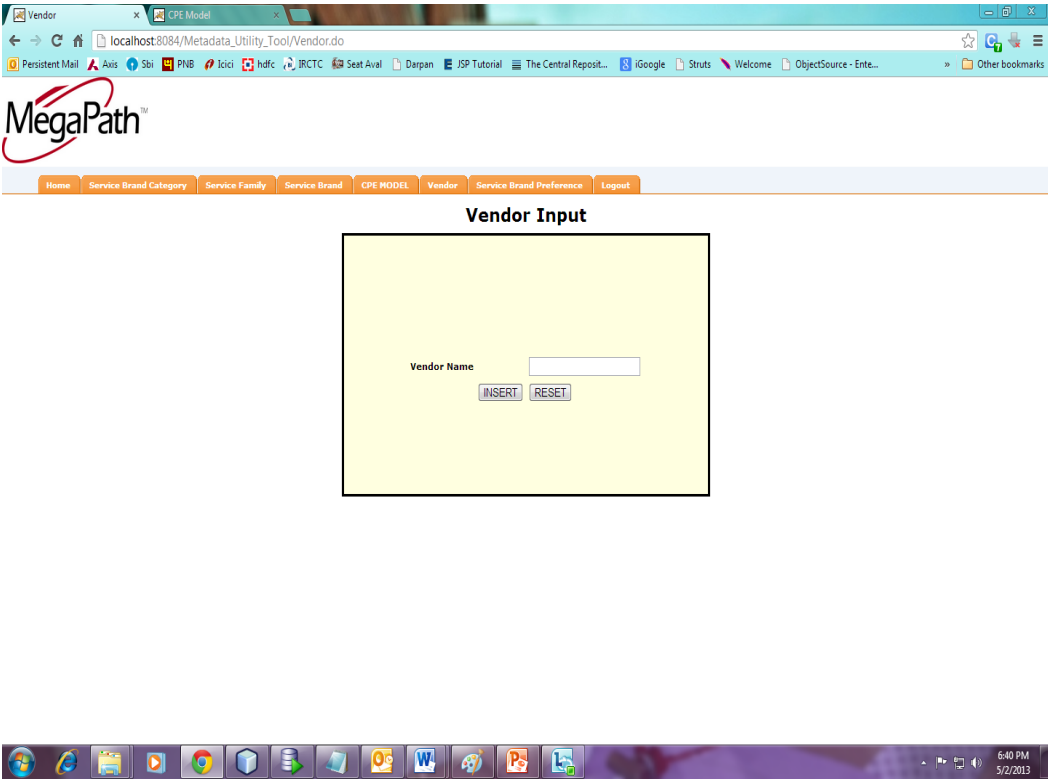 Vendor x CPE Model x
localhost:8084/Metadata_Utility_Tool/Vendor.do
Persistent Mail Axis Sbi PNB Icici hdfc IRCTC Seat Aval Darpan JSP Tutorial The Central Reposit... iGoogle Struts Welcome ObjectSource - Ente... » Other bookmarks
MegaPath™
Home Service Brand Category Service Family Service Brand CPE MODEL Vendor Service Brand Preference Logout
Vendor Input
Vendor Name
INSERT RESET
6:40 PM
5/2/2013